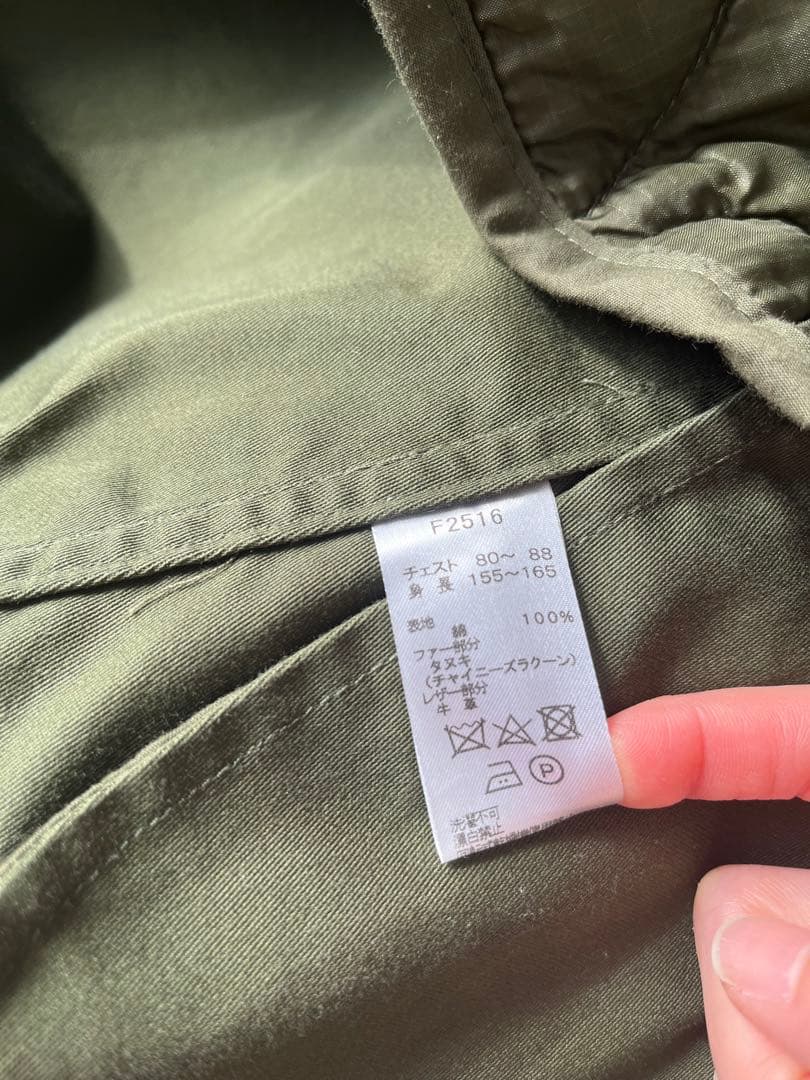 F2516
チェスト 80～ 88
身 長 155～165
表地 綿 100%
ファー部分
タヌキ
(チャイニーズラクーン)
レザー部分
牛 革
P
洗濯不可
漂白禁止